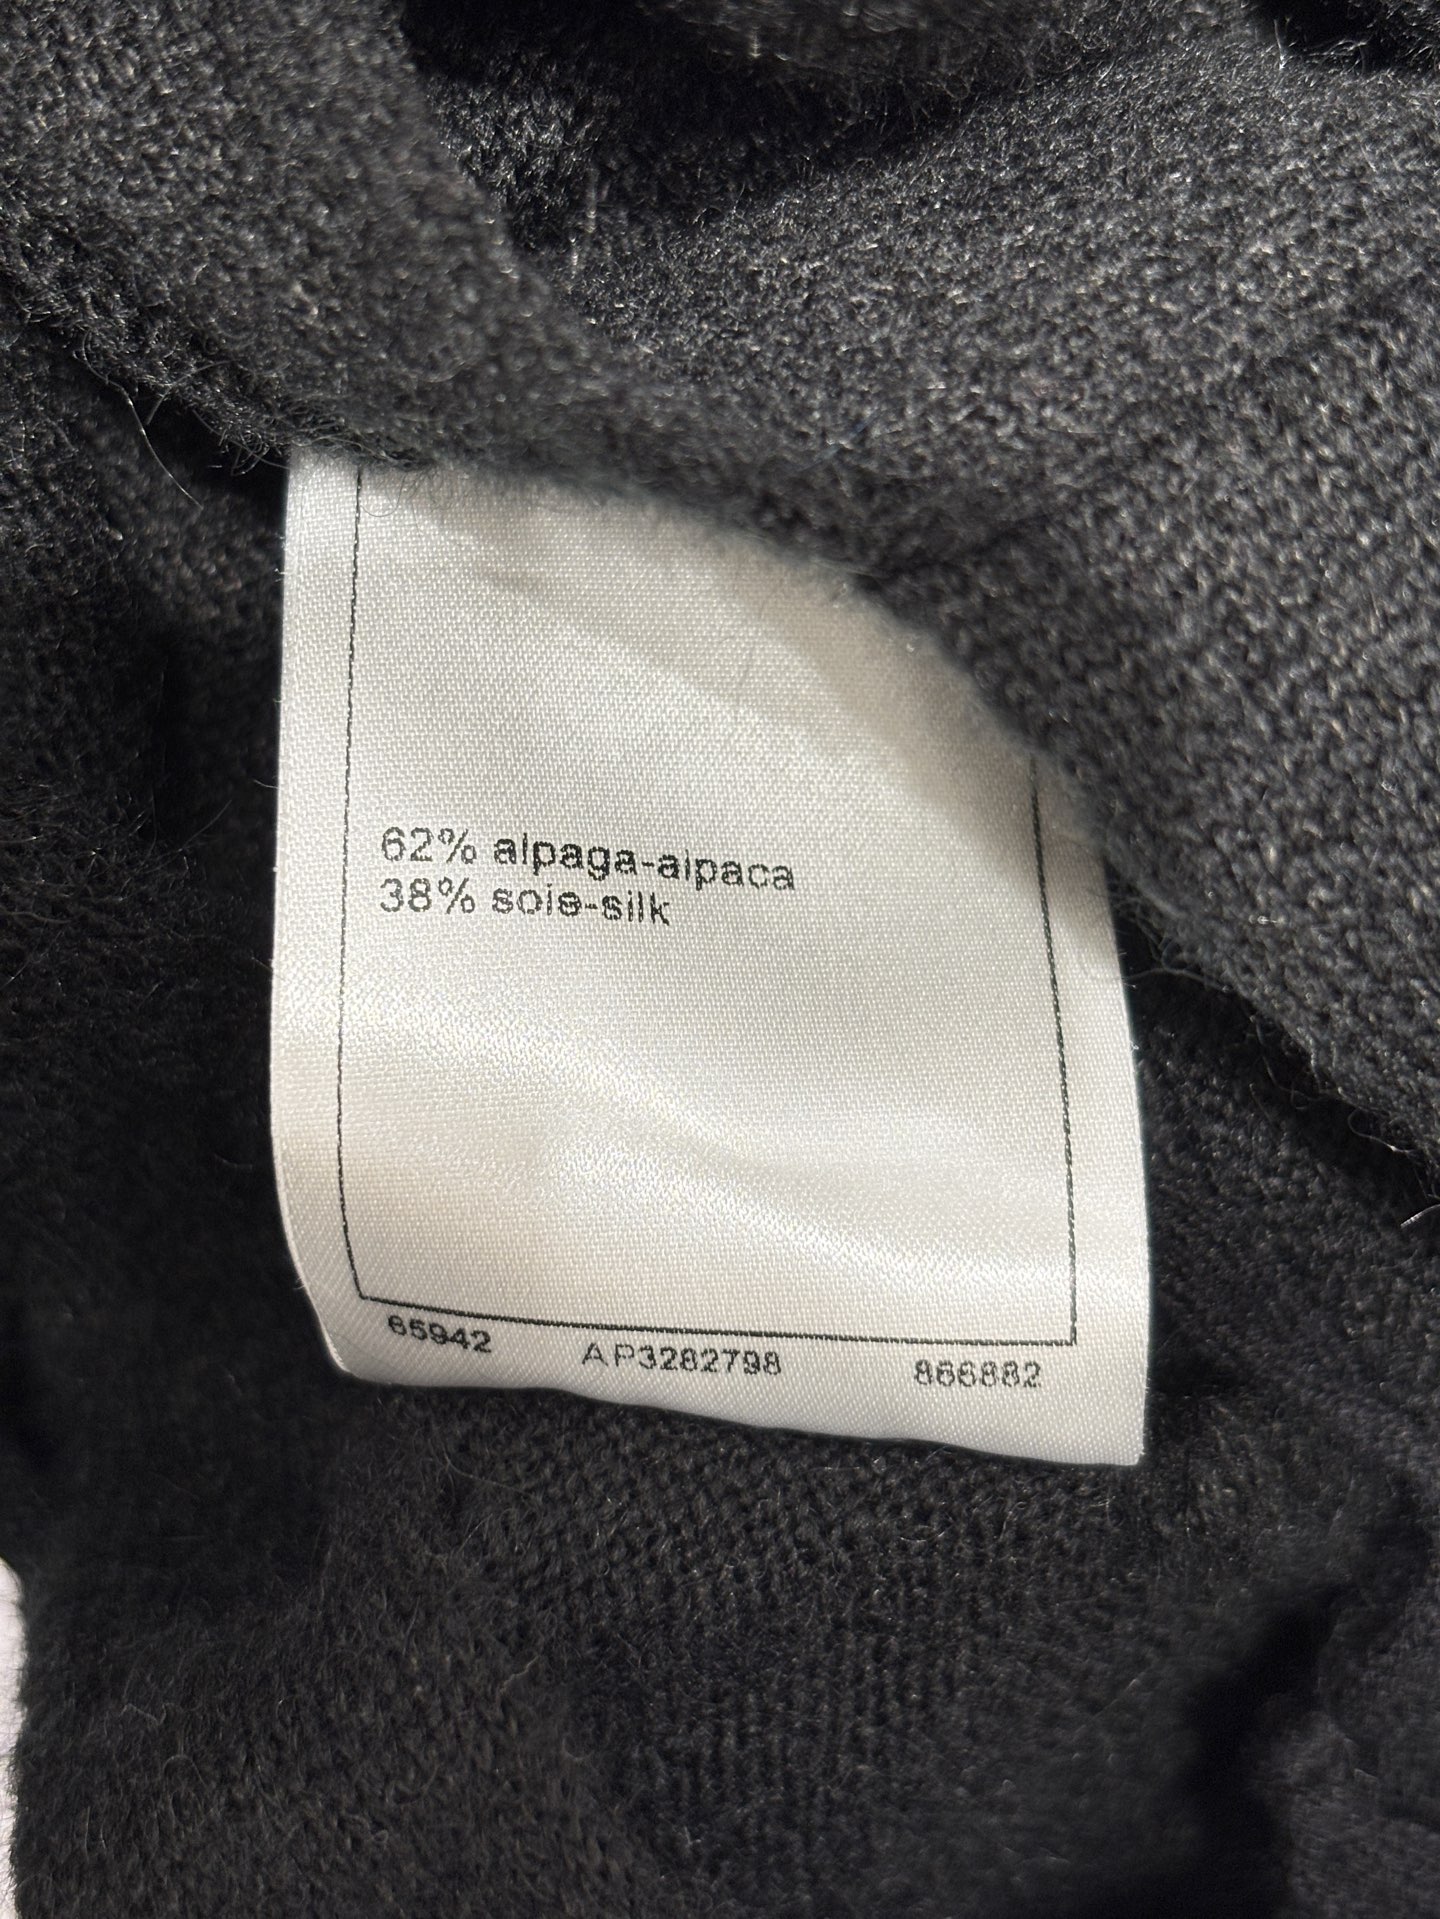 62% alpaga-alpaca
38% soie-silk
65942 AP3282798 866882